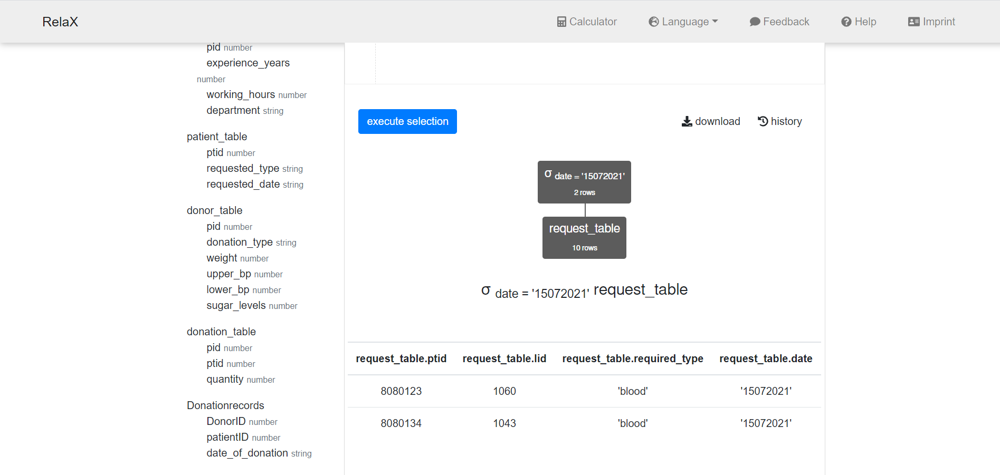 RelaX
Calculator
Language
Feedback
Help
Imprint
pid number
experience_years
number
working_hours number
department string
patient_table
ptid number
requested_type string
requested_date string
donor_table
pid number
donation_type string
weight number
upper_bp number
lower_bp number
sugar_levels number
donation_table
pid number
ptid number
quantity number
Donationrecords
DonorID number
patientID number
date_of_donation string
execute selection
download
history
σ date = '15072021'
2 rows
request_table
10 rows
σ date = '15072021' request_table
request_table.ptid request_table.lid request_table.required_type request_table.date
8080123 1060 'blood' '15072021'
8080134 1043 'blood' '15072021'